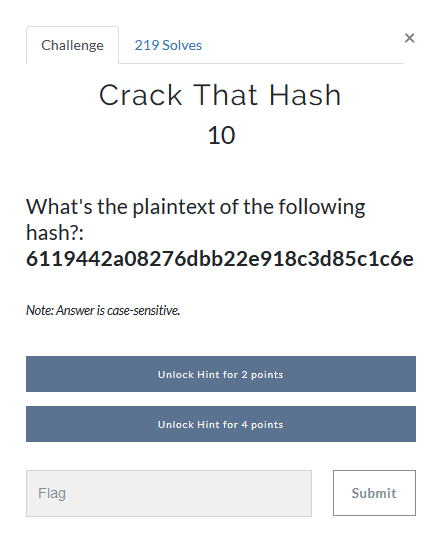 Challenge
219 Solves
×
Crack That Hash
10
What's the plaintext of the following
hash?:
6119442a08276dbb22e918c3d85c1c6e
Note: Answer is case-sensitive.
Unlock Hint for 2 points
Unlock Hint for 4 points
Flag
Submit